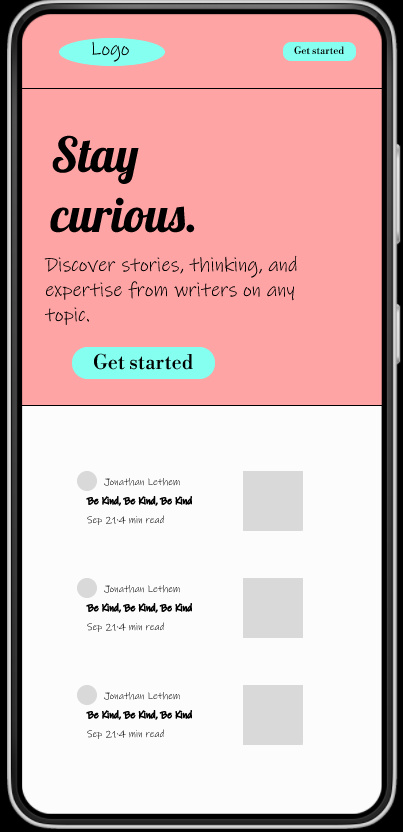 Logo
Get started
Stay
curious.
Discover stories, thinking, and
expertise from writers on any
topic.
Get started
Jonathan Lethem
Be Kind, Be Kind, Be Kind
Sep 21·4 min read
Jonathan Lethem
Be Kind, Be Kind, Be Kind
Sep 21·4 min read
Jonathan Lethem
Be Kind, Be Kind, Be Kind
Sep 21·4 min read